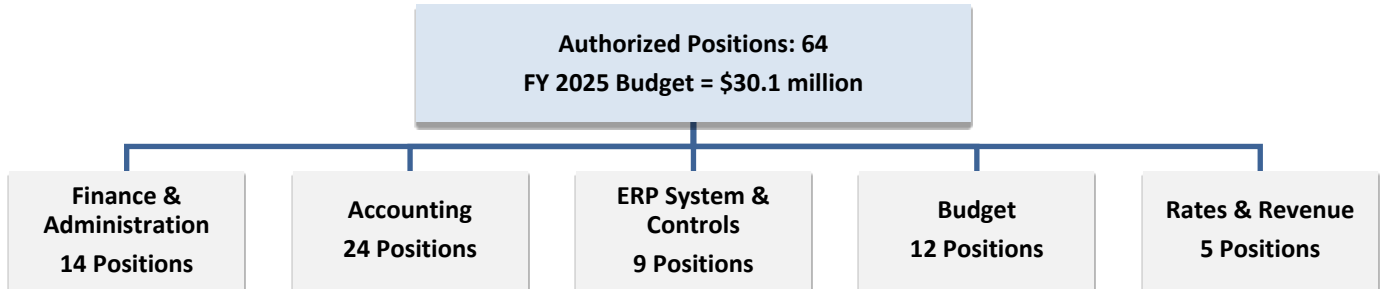 Authorized Positions: 64
FY 2025 Budget = $30.1 million
Finance &
Administration
14 Positions
Accounting
24 Positions
ERP System &
Controls
9 Positions
Budget
12 Positions
Rates & Revenue
5 Positions